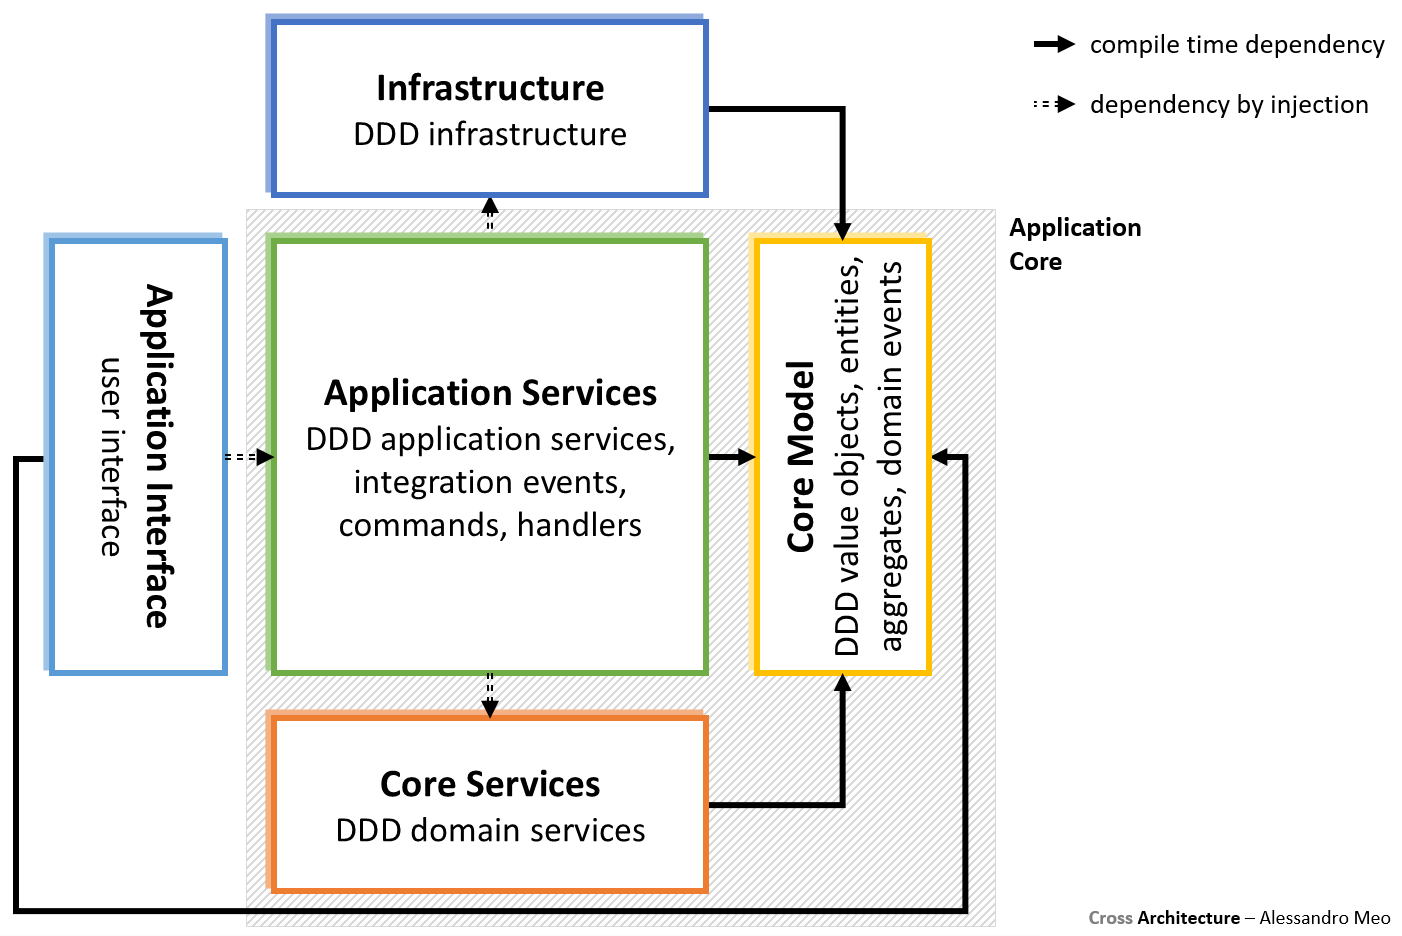 Infrastructure
DDD infrastructure
compile time dependency
dependency by injection
Application
Core
Application Interface
user interface
Application Services
DDD application services,
integration events,
commands, handlers
Core Model
DDD value objects, entities,
aggregates, domain events
Core Services
DDD domain services
Cross Architecture – Alessandro Meo